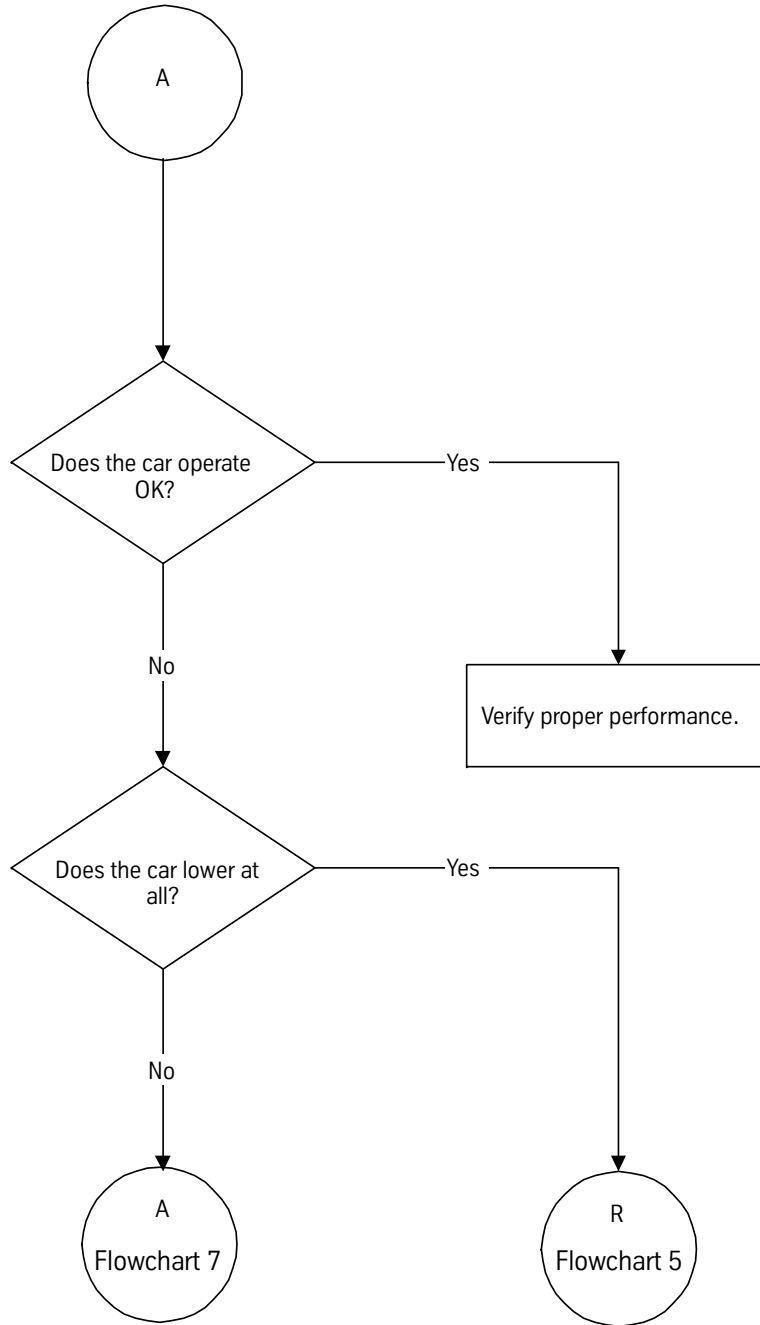 A
Does the car operate
OK?
Yes
No
Verify proper performance.
Does the car lower at
all?
Yes
No
A
Flowchart 7
R
Flowchart 5